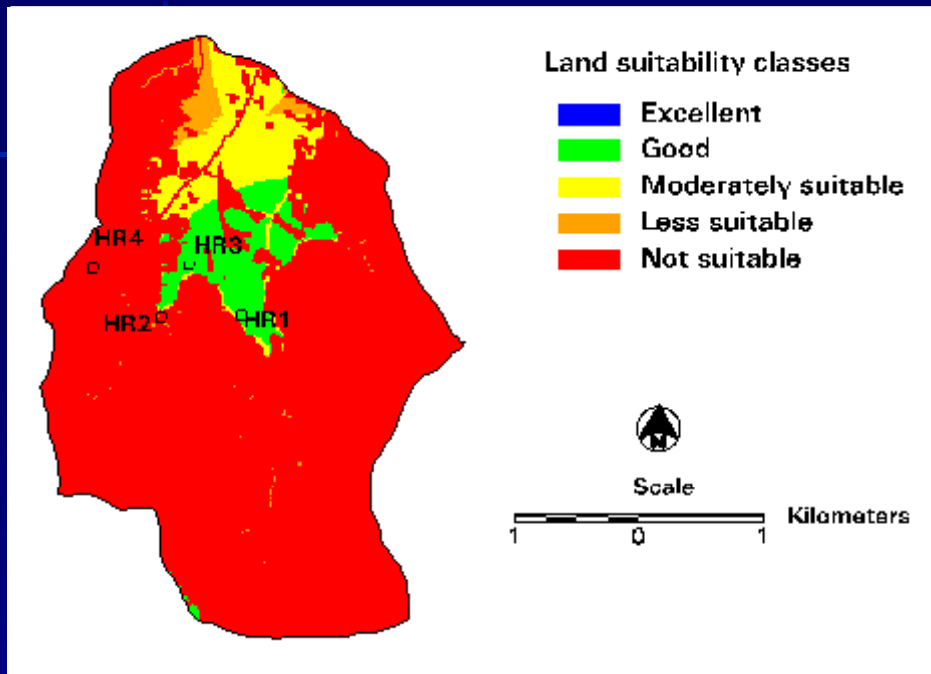 Land suitability classes
Excellent
Good
Moderately suitable
Less suitable
Not suitable
HR4
HR3
HR2
HR1
N
Scale
Kilometers
1 0 1